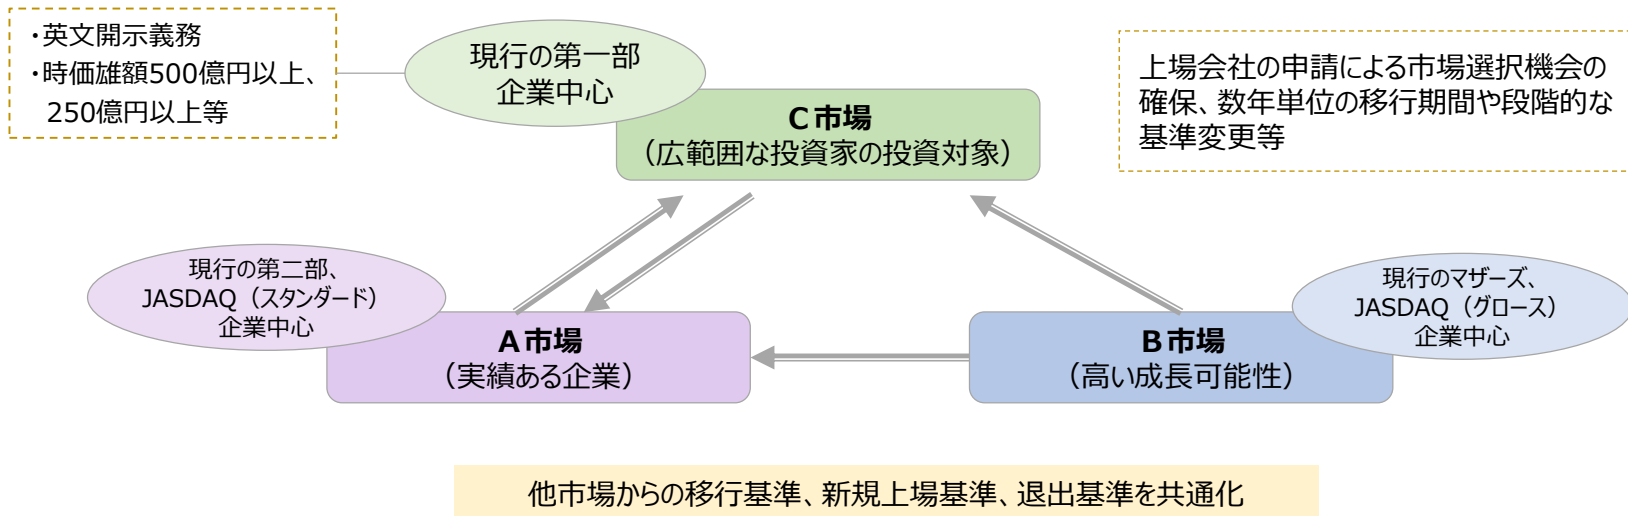 ・英文開示義務
・時価雄額500億円以上、
250億円以上等
現行の第一部
企業中心
C市場
（広範囲な投資家の投資対象）
上場会社の申請による市場選択機会の
確保、数年単位の移行期間や段階的な
基準変更等
現行の第二部、
JASDAQ（スタンダード）
企業中心
A市場
（実績ある企業）
B市場
（高い成長可能性）
現行のマザーズ、
JASDAQ（グロース）
企業中心
他市場からの移行基準、新規上場基準、退出基準を共通化